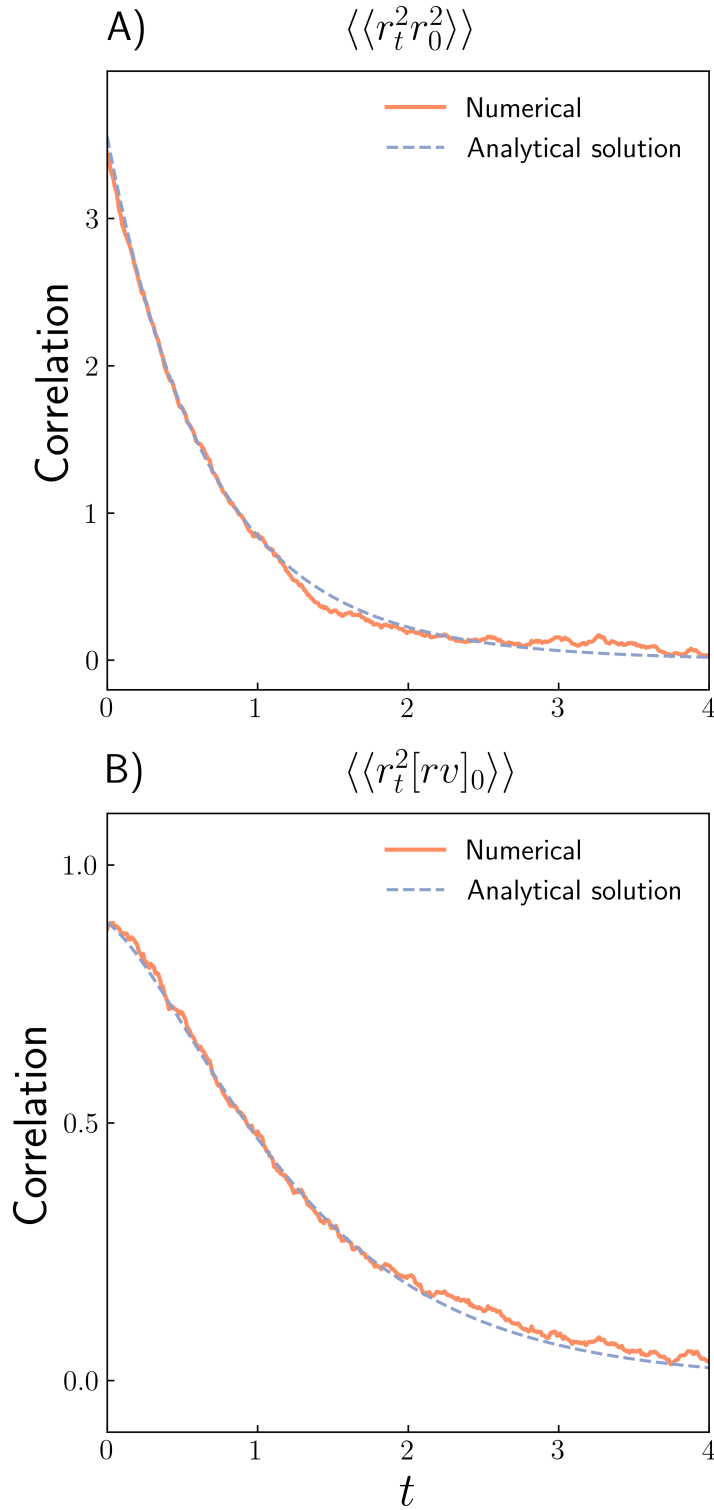 A) ⟨⟨r_t^2 r_0^2⟩⟩
Numerical
Analytical solution
Correlation
3
2
1
0
0 1 2 3 4
B) ⟨⟨r_t^2[rv]_0⟩⟩
Numerical
Analytical solution
Correlation
1.0
0.5
0.0
0 1 2 3 4
t